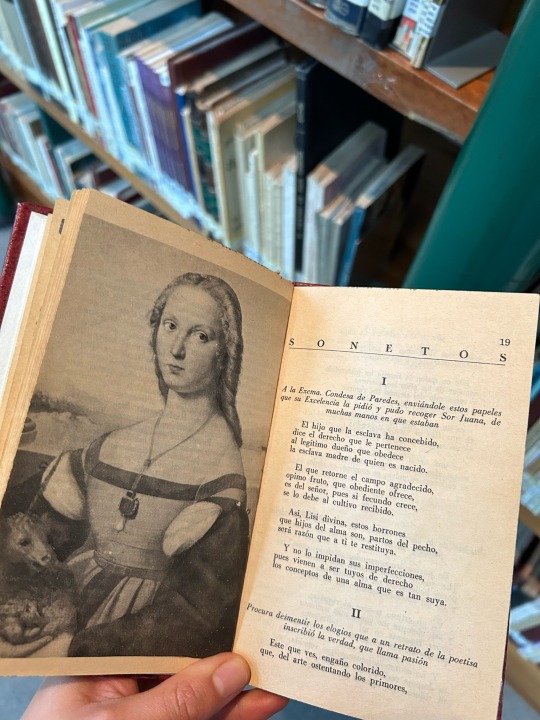 19
SONETOS
I
A la Excma. Condesa de Paredes, enviándole estos papeles
que su Excelencia la pidió y pudo recoger Sor Juana, de
muchas manos en que estaban
El hijo que la esclava ha concebido,
dice el derecho que le pertenece
al legítimo dueño que obedece
la esclava madre de quien es nacido.
El que retorne el campo agradecido,
opimo fruto, que obediente ofrece,
es del señor, pues si fecundo crece,
se lo debe al cultivo recibido.
Así, Lisi divina, estos borrones
que hijos del alma son, partos del pecho,
será razón que a ti te restituya.
Y no lo impidan sus imperfecciones,
pues vienen a ser tuyos de derecho
los conceptos de una alma que es tan suya.
II
Procura desmentir los elogios que a un retrato de la poetisa
inscribió la verdad, que llama pasión
Este que ves, engaño colorido,
que, del arte ostentando los primores,